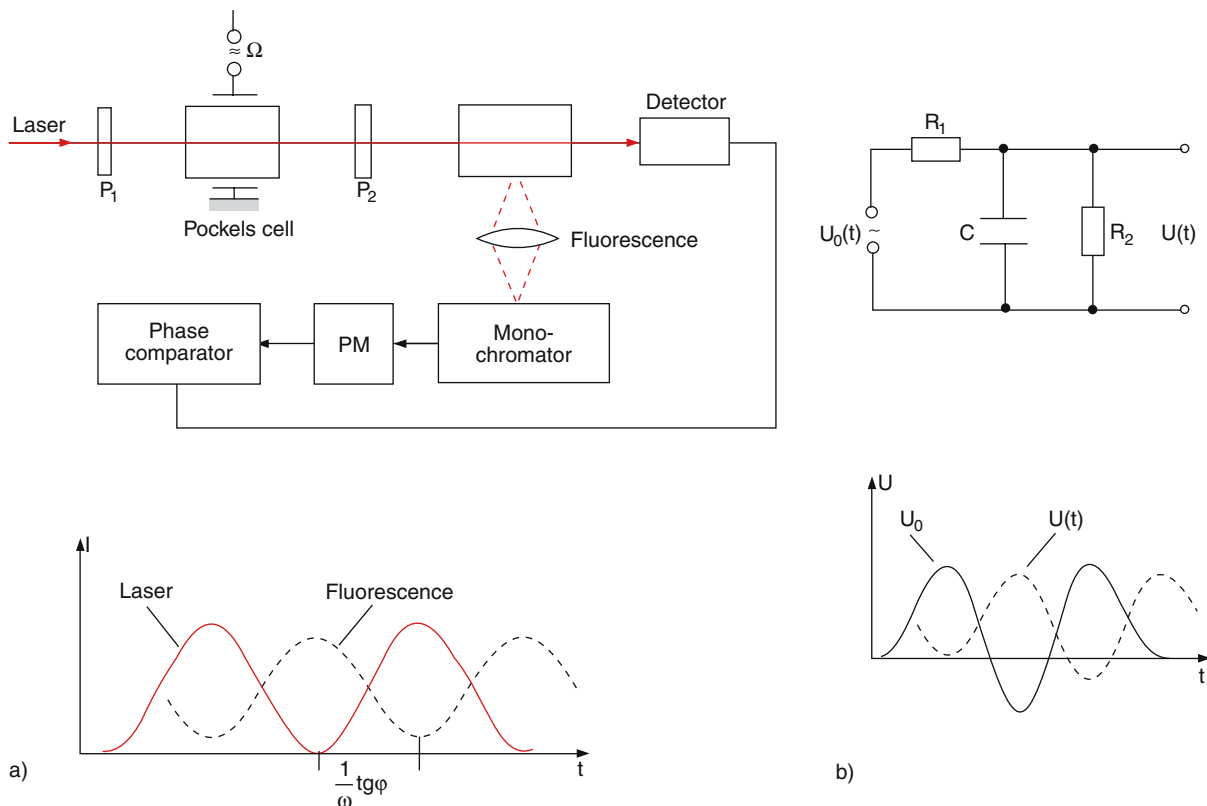 ≈ Ω
Laser
P₁
P₂
Pockels cell
Detector
Fluorescence
Phase
comparator
PM
Mono-
chromator
R₁
U₀(t)
~
C
R₂
U(t)
I
Laser
Fluorescence
t
1/ω tgφ
a)
U
U₀
U(t)
t
b)